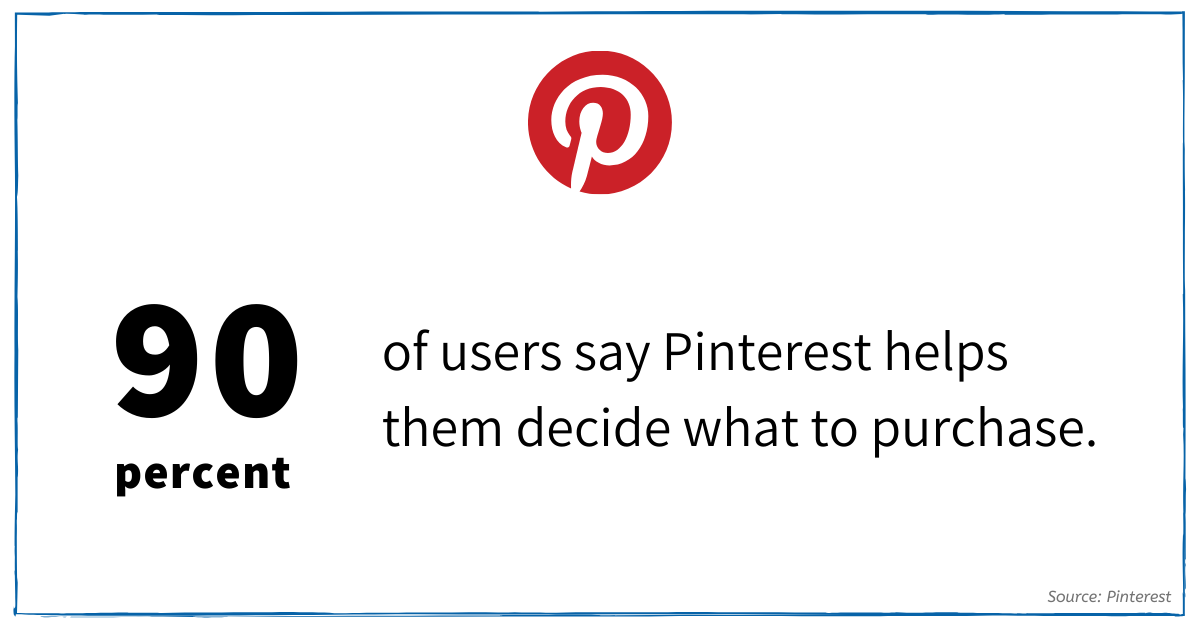 90
percent
of users say Pinterest helps
them decide what to purchase.
Source: Pinterest